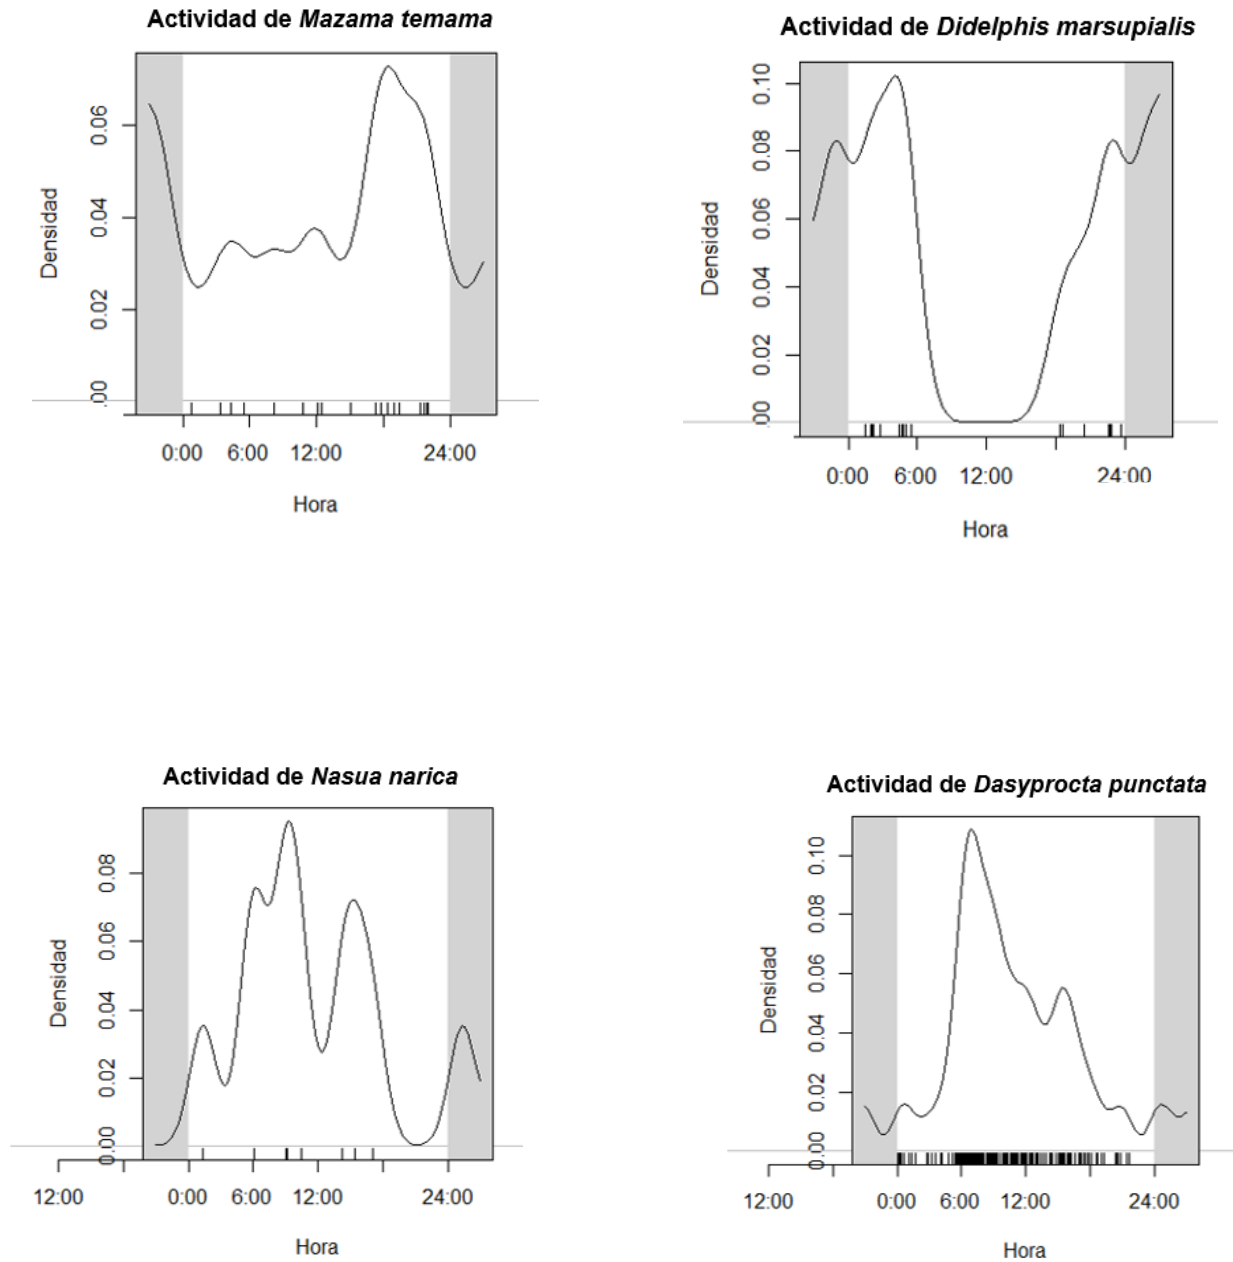 Actividad de Mazama temama
Densidad
0.06
0.04
0.02
.00
0:00 6:00 12:00 24:00
Hora
Actividad de Didelphis marsupialis
Densidad
0.10
0.08
0.06
0.04
0.02
.00
0:00 6:00 12:00 24:00
Hora
Actividad de Nasua narica
Densidad
0.08
0.06
0.04
0.02
0.00
12:00 0:00 6:00 12:00 24:00
Hora
Actividad de Dasyprocta punctata
Densidad
0.10
0.08
0.06
0.04
0.02
0.00
12:00 0:00 6:00 12:00 24:00
Hora